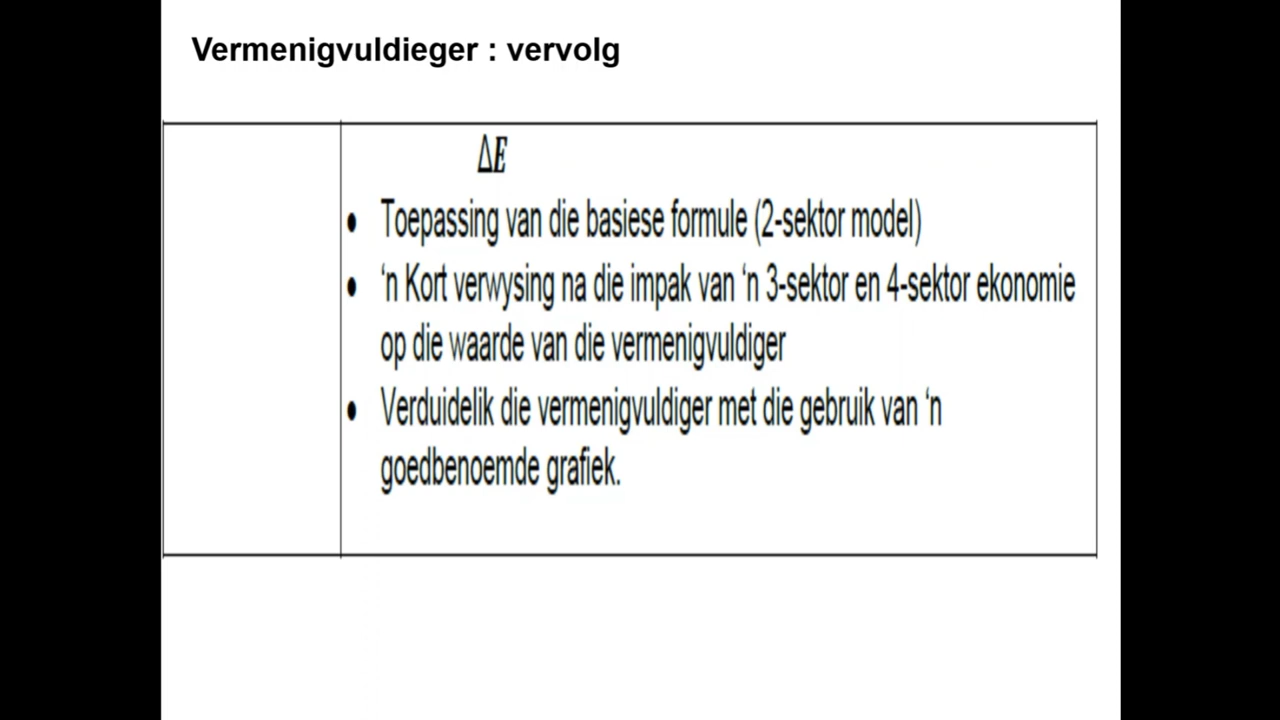 Vermenigvuldieger : vervolg
ΔE
• Toepassing van die basiese formule (2-sektor model)
• ‘n Kort verwysing na die impak van ‘n 3-sektor en 4-sektor ekonomie
op die waarde van die vermenigvuldiger
• Verduidelik die vermenigvuldiger met die gebruik van ‘n
goedbenoemde grafiek.